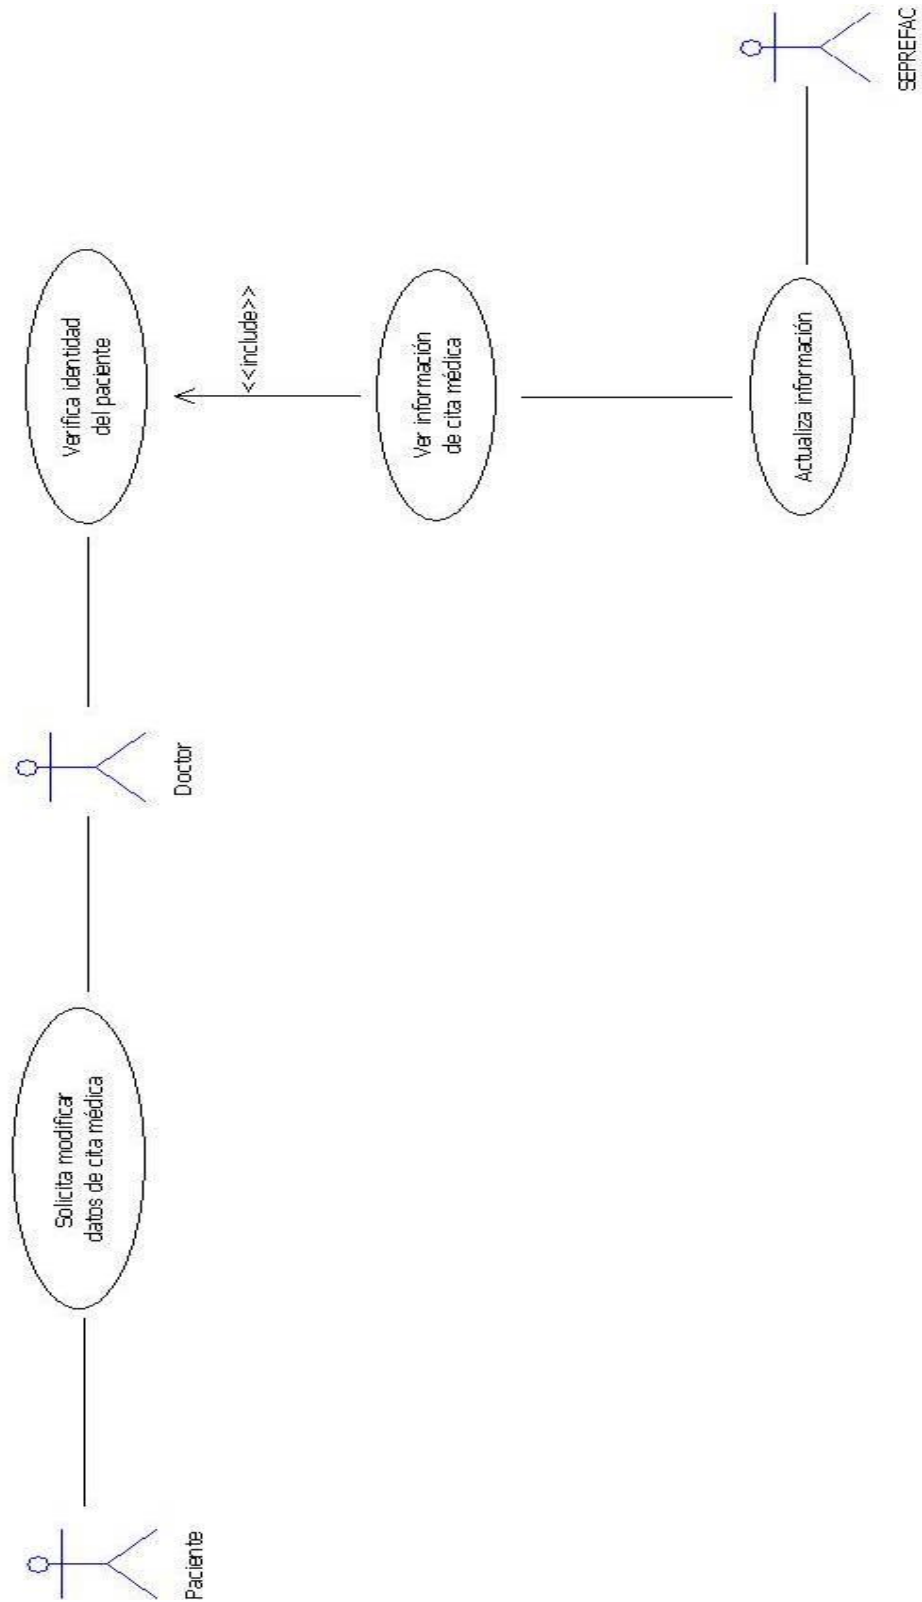 Paciente
Solicita modificar
datos de cita médica
Doctor
Verifica identidad
del paciente
<<include>>
Ver información
de cita médica
Actualiza información
SEPREFAC